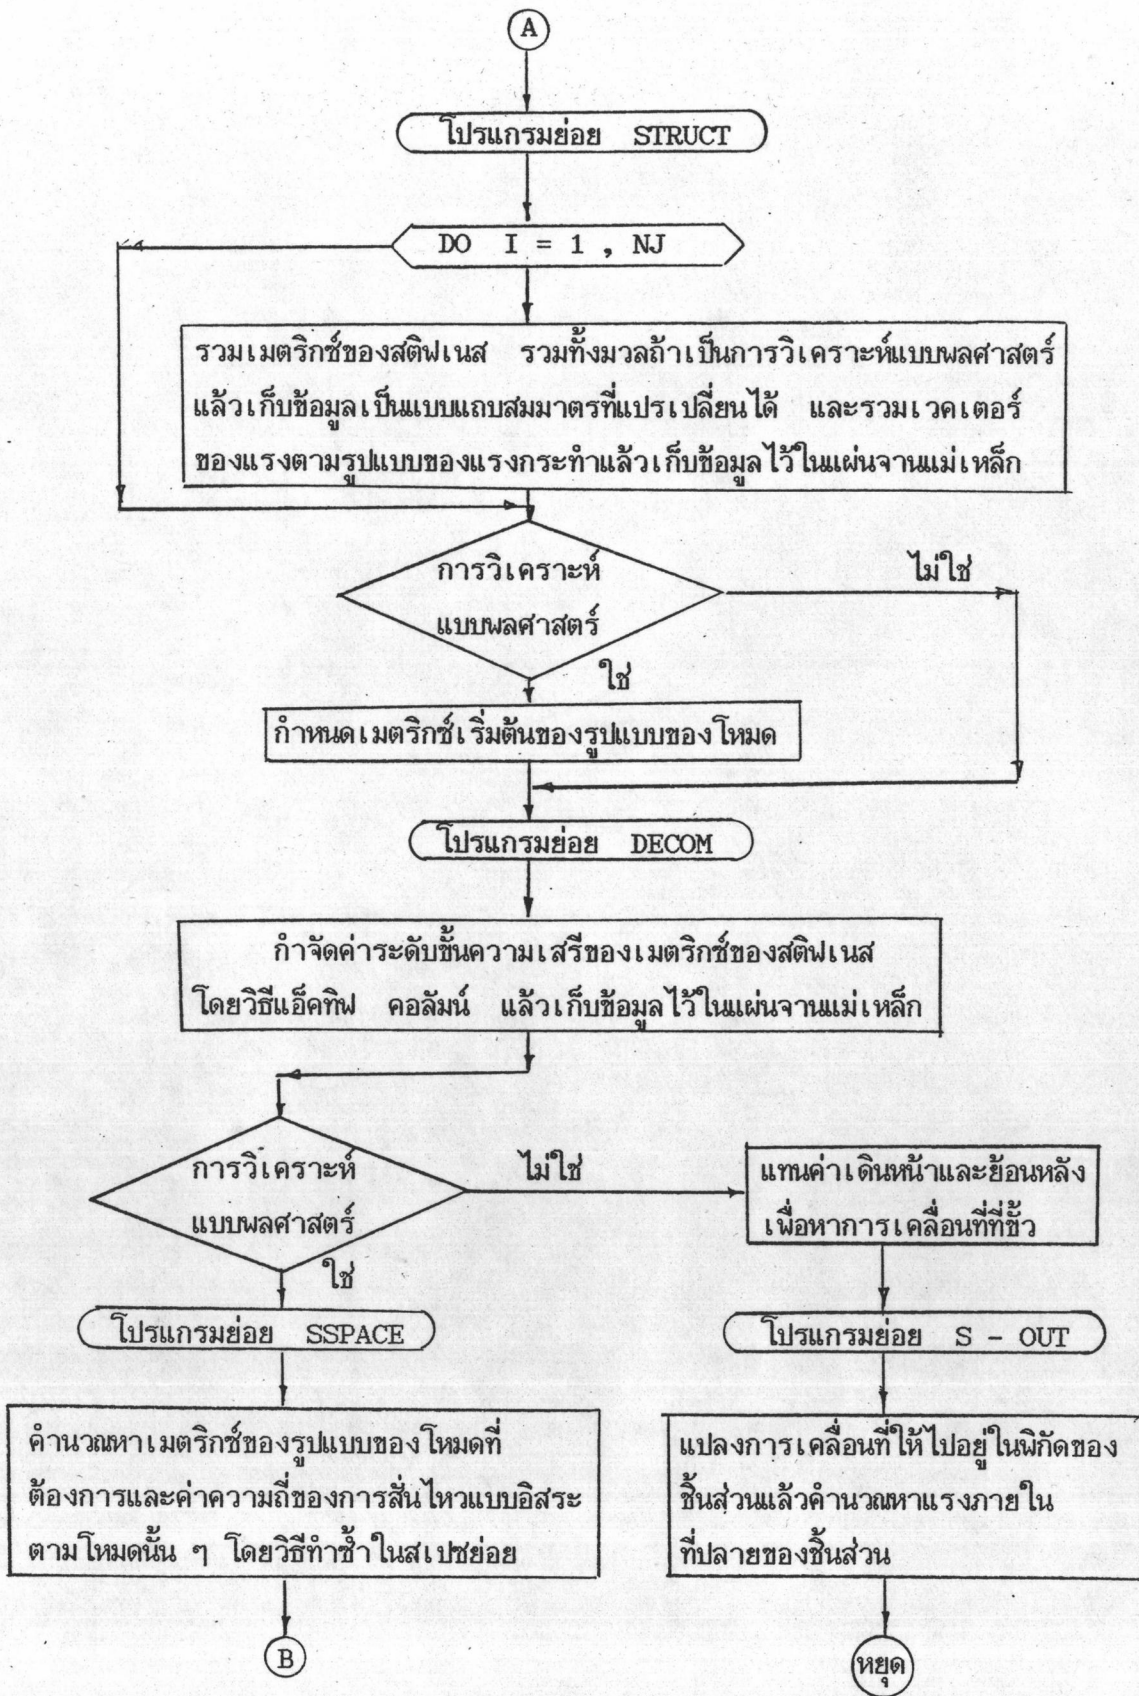 A
โปรแกรมย่อย STRUCT
DO I = 1 , NJ
รวมเมตริกซ์ของสติฟเนส รวมทั้งมวลถ้าเป็นการวิเคราะห์แบบพลศาสตร์
แล้วเก็บข้อมูลเป็นแบบแถบสมมาตรที่แปรเปลี่ยนได้ และรวมเวคเตอร์
ของแรงตามรูปแบบของแรงกระทำแล้วเก็บข้อมูลไว้ในแผ่นจานแม่เหล็ก
การวิเคราะห์
แบบพลศาสตร์
ไม่ใช่
ใช่
กำหนดเมตริกซ์เริ่มต้นของรูปแบบของโหมด
โปรแกรมย่อย DECOM
กำจัดค่าระดับขั้นความเสรีของเมตริกซ์ของสติฟเนส
โดยวิธีแอ็คทิฟ คอลัมน์ แล้วเก็บข้อมูลไว้ในแผ่นจานแม่เหล็ก
การวิเคราะห์
แบบพลศาสตร์
ไม่ใช่
ใช่
แทนค่าเดินหน้าและย้อนหลัง
เพื่อหาการเคลื่อนที่ที่ขั้ว
โปรแกรมย่อย SSPACE
โปรแกรมย่อย S - OUT
คำนวณหาเมตริกซ์ของรูปแบบของโหมดที่
ต้องการและค่าความถี่ของการสั่นไหวแบบอิสระ
ตามโหมดนั้น ๆ โดยวิธีทำซ้ำในสเปซย่อย
แปลงการเคลื่อนที่ให้ไปอยู่ในพิกัดของ
ชิ้นส่วนแล้วคำนวณหาแรงภายใน
ที่ปลายของชิ้นส่วน
B
หยุด